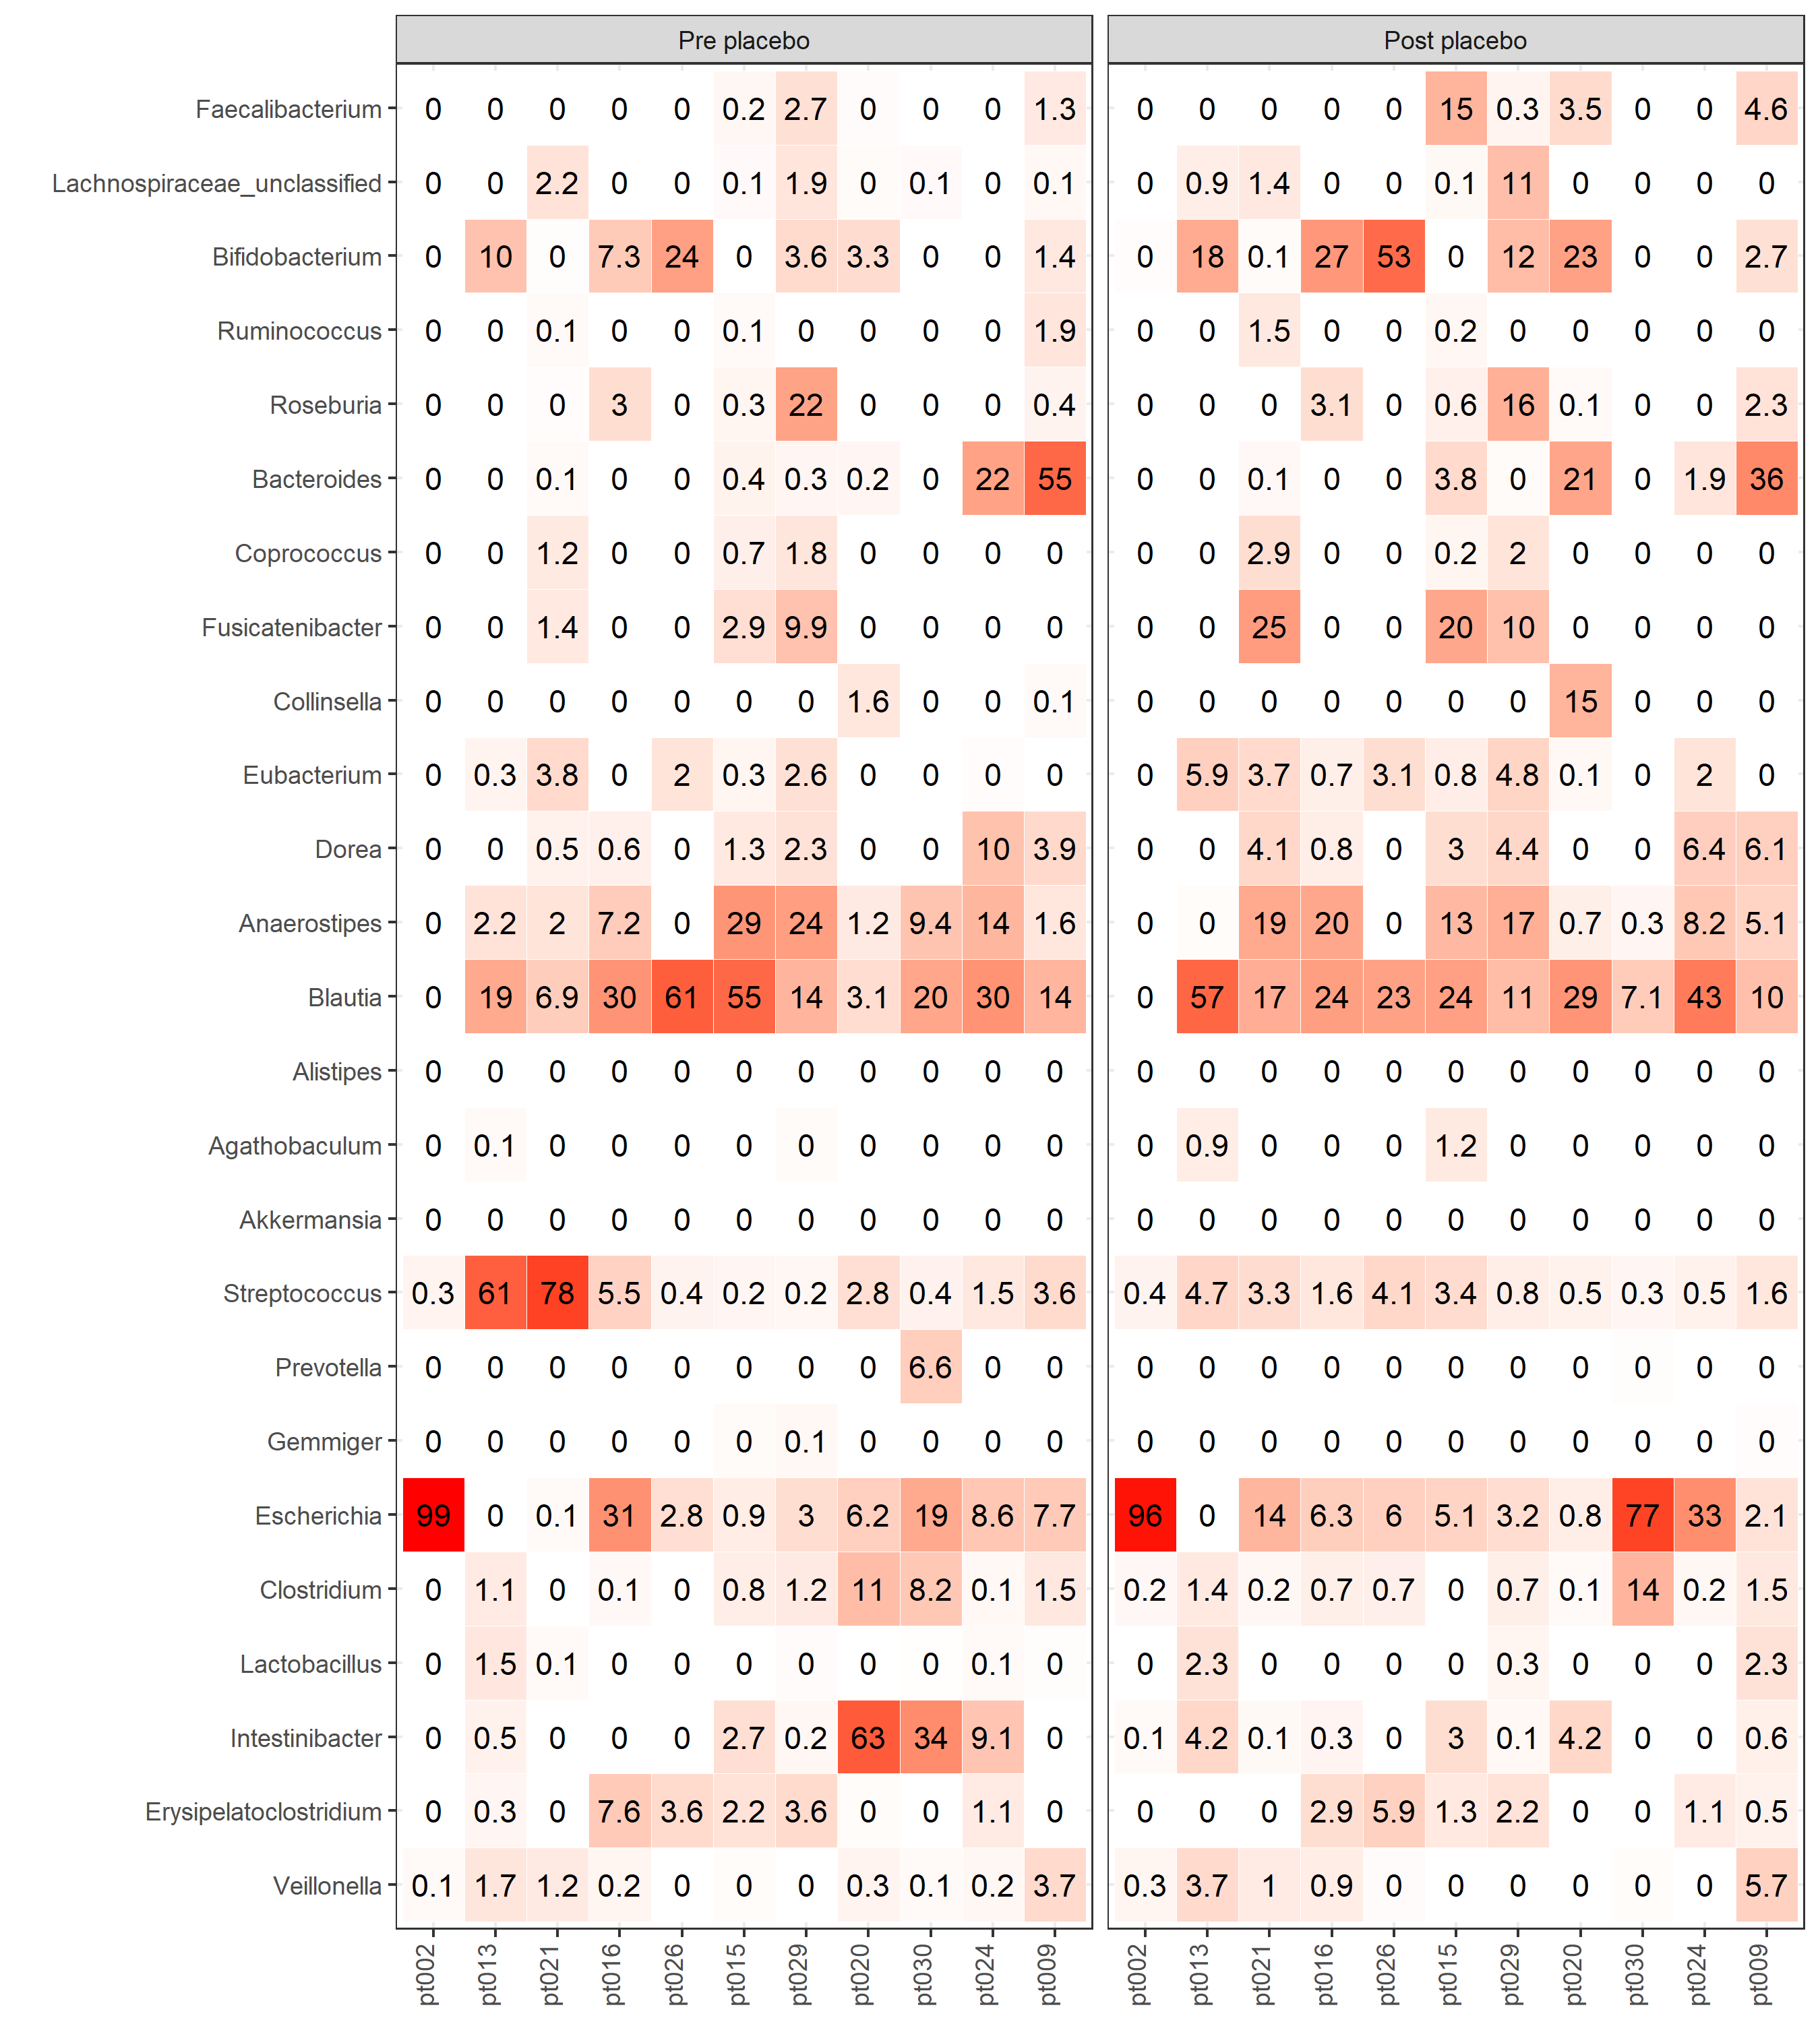 Pre placebo Post placebo
Faecalibacterium 0 0 0 0 0 0.2 2.7 0 0 0 1.3 0 0 0 0 0 15 0.3 3.5 0 0 4.6
Lachnospiraceae_unclassified 0 0 2.2 0 0 0.1 1.9 0 0.1 0 0.1 0 0.9 1.4 0 0 0.1 11 0 0 0 0
Bifidobacterium 0 10 0 7.3 24 0 3.6 3.3 0 0 1.4 0 18 0.1 27 53 0 12 23 0 0 2.7
Ruminococcus 0 0 0.1 0 0 0.1 0 0 0 0 1.9 0 0 1.5 0 0 0.2 0 0 0 0 0
Roseburia 0 0 0 3 0 0.3 22 0 0 0 0.4 0 0 0 3.1 0 0.6 16 0.1 0 0 2.3
Bacteroides 0 0 0.1 0 0 0.4 0.3 0.2 0 22 55 0 0 0.1 0 0 3.8 0 21 0 1.9 36
Coprococcus 0 0 1.2 0 0 0.7 1.8 0 0 0 0 0 0 2.9 0 0 0.2 2 0 0 0 0
Fusicatenibacter 0 0 1.4 0 0 2.9 9.9 0 0 0 0 0 0 25 0 0 20 10 0 0 0 0
Collinsella 0 0 0 0 0 0 0 1.6 0 0 0.1 0 0 0 0 0 0 0 15 0 0 0
Eubacterium 0 0.3 3.8 0 2 0.3 2.6 0 0 0 0 0 5.9 3.7 0.7 3.1 0.8 4.8 0.1 0 2 0
Dorea 0 0 0.5 0.6 0 1.3 2.3 0 0 10 3.9 0 0 4.1 0.8 0 3 4.4 0 0 6.4 6.1
Anaerostipes 0 2.2 2 7.2 0 29 24 1.2 9.4 14 1.6 0 0 19 20 0 13 17 0.7 0.3 8.2 5.1
Blautia 0 19 6.9 30 61 55 14 3.1 20 30 14 0 57 17 24 23 24 11 29 7.1 43 10
Alistipes 0 0 0 0 0 0 0 0 0 0 0 0 0 0 0 0 0 0 0 0 0 0
Agathobaculum 0 0.1 0 0 0 0 0 0 0 0 0 0 0.9 0 0 0 1.2 0 0 0 0 0
Akkermansia 0 0 0 0 0 0 0 0 0 0 0 0 0 0 0 0 0 0 0 0 0 0
Streptococcus 0.3 61 78 5.5 0.4 0.2 0.2 2.8 0.4 1.5 3.6 0.4 4.7 3.3 1.6 4.1 3.4 0.8 0.5 0.3 0.5 1.6
Prevotella 0 0 0 0 0 0 0 0 6.6 0 0 0 0 0 0 0 0 0 0 0 0 0
Gemmiger 0 0 0 0 0 0 0.1 0 0 0 0 0 0 0 0 0 0 0 0 0 0 0
Escherichia 99 0 0.1 31 2.8 0.9 3 6.2 19 8.6 7.7 96 0 14 6.3 6 5.1 3.2 0.8 77 33 2.1
Clostridium 0 1.1 0 0.1 0 0.8 1.2 11 8.2 0.1 1.5 0.2 1.4 0.2 0.7 0.7 0 0.7 0.1 14 0.2 1.5
Lactobacillus 0 1.5 0.1 0 0 0 0 0 0 0.1 0 0 2.3 0 0 0 0 0.3 0 0 0 2.3
Intestinibacter 0 0.5 0 0 0 2.7 0.2 63 34 9.1 0 0.1 4.2 0.1 0.3 0 3 0.1 4.2 0 0 0.6
Erysipelatoclostridium 0 0.3 0 7.6 3.6 2.2 3.6 0 0 1.1 0 0 0 0 2.9 5.9 1.3 2.2 0 0 1.1 0.5
Veillonella 0.1 1.7 1.2 0.2 0 0 0 0.3 0.1 0.2 3.7 0.3 3.7 1 0.9 0 0 0 0 0 0 5.7
pt002 pt013 pt021 pt016 pt026 pt015 pt029 pt020 pt030 pt024 pt009 pt002 pt013 pt021 pt016 pt026 pt015 pt029 pt020 pt030 pt024 pt009